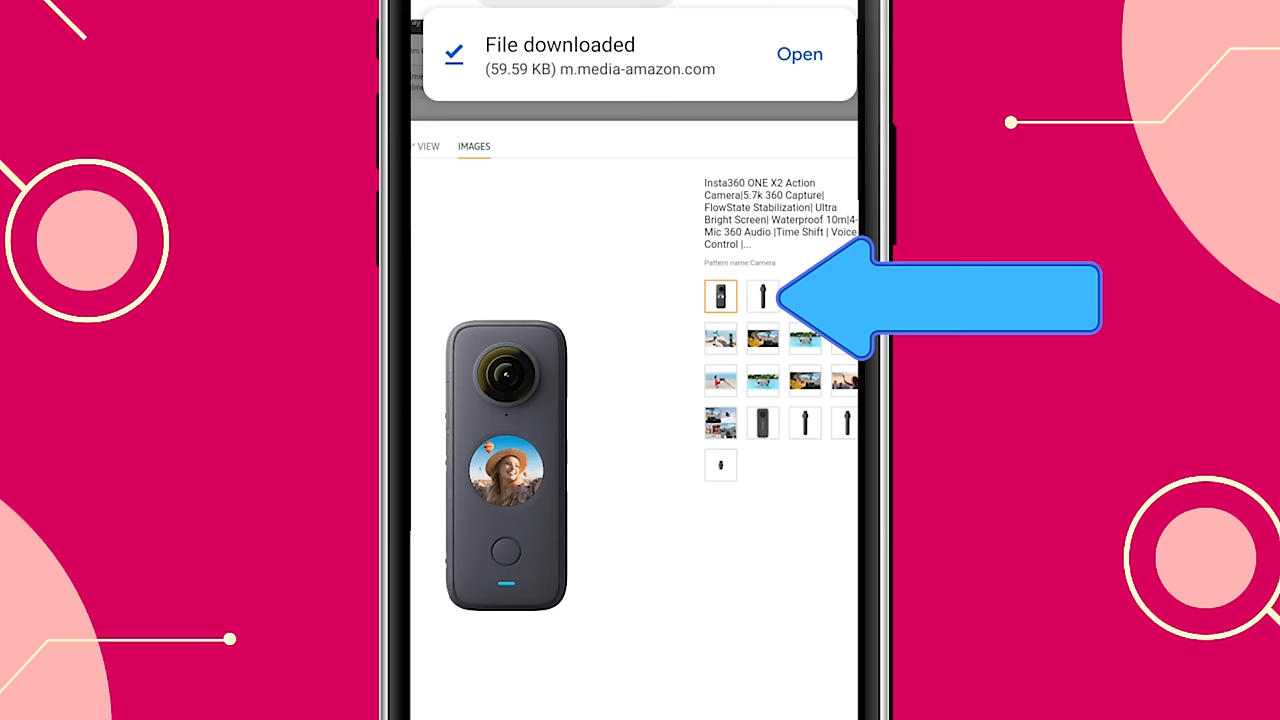 File downloaded
Open
(59.59 KB) m.media-amazon.com
VIEW
IMAGES
Insta360 ONE X2 Action
Camera|5.7k 360 Capture|
FlowState Stabilization| Ultra
Bright Screen| Waterproof 10m|4-
Mic 360 Audio |Time Shift | Voice
Control |...
Pattern name:Camera